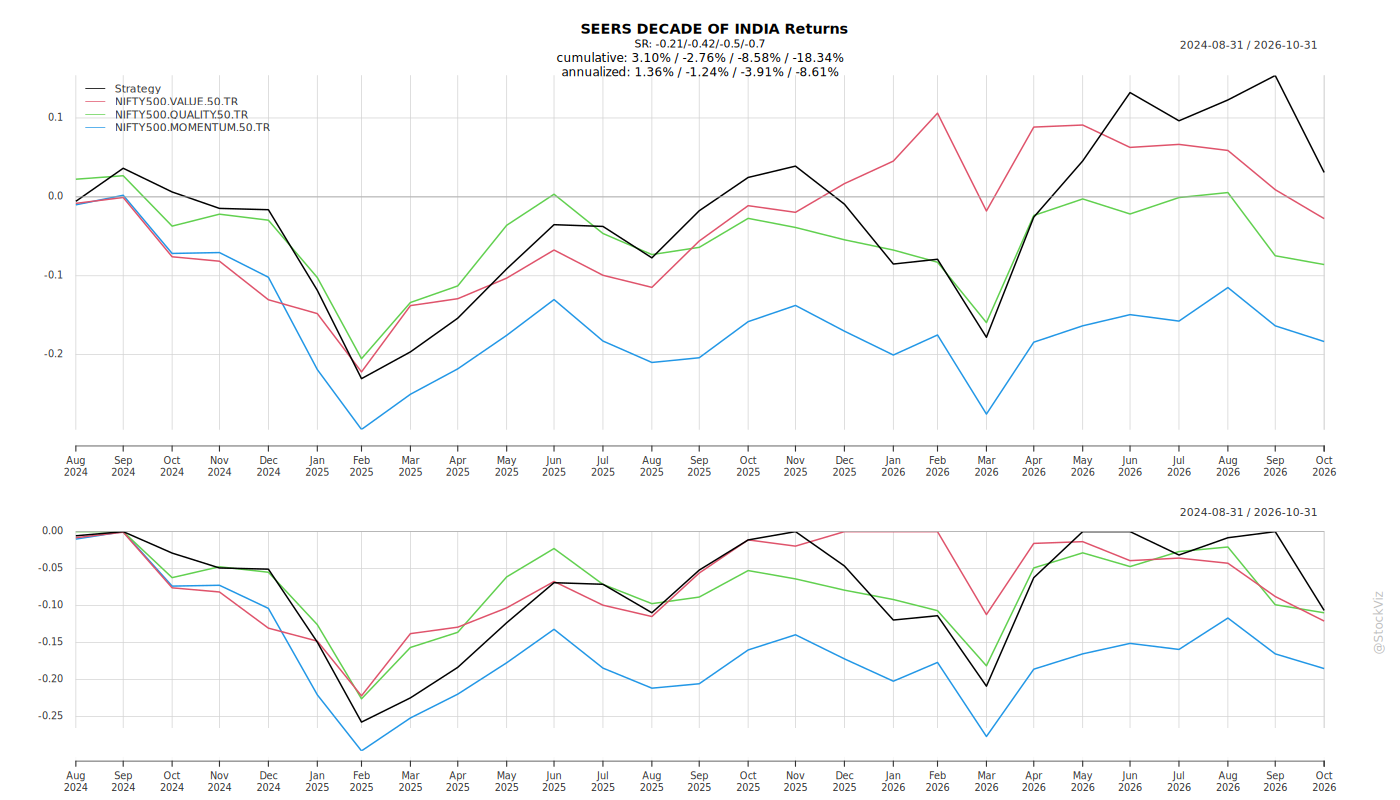 SEERS DECADE OF INDIA Returns
SR: -0.21/-0.42/-0.5/-0.7
cumulative: 3.10% / -2.76% / -8.58% / -18.34%
annualized: 1.36% / -1.24% / -3.91% / -8.61%
2024-08-31 / 2026-10-31
Strategy
NIFTY500.VALUE.50.TR
NIFTY500.QUALITY.50.TR
NIFTY500.MOMENTUM.50.TR
0.1
0.0
-0.1
-0.2
Aug Sep Oct Nov Dec Jan Feb Mar Apr May Jun Jul Aug Sep Oct Nov Dec Jan Feb Mar Apr May Jun Jul Aug Sep Oct
2024 2024 2024 2024 2024 2025 2025 2025 2025 2025 2025 2025 2025 2025 2025 2025 2025 2026 2026 2026 2026 2026 2026 2026 2026 2026 2026
2024-08-31 / 2026-10-31
0.00
-0.05
-0.10
-0.15
-0.20
-0.25
Aug Sep Oct Nov Dec Jan Feb Mar Apr May Jun Jul Aug Sep Oct Nov Dec Jan Feb Mar Apr May Jun Jul Aug Sep Oct
2024 2024 2024 2024 2024 2025 2025 2025 2025 2025 2025 2025 2025 2025 2025 2025 2025 2026 2026 2026 2026 2026 2026 2026 2026 2026 2026
@StockViz